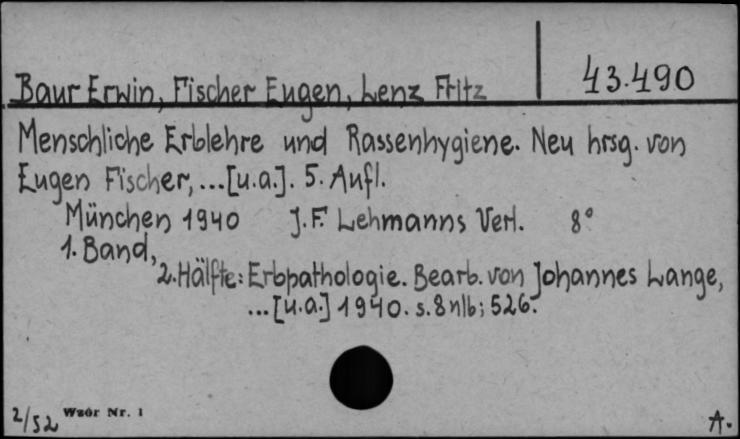 Baur Erwin, Fischer Eugen, Lenz Fritz
43.490
Menschliche Erblehre und Rassenhygiene. Neu hrsg. von
Eugen Fischer, ... [u.a.]. 5. Aufl.
München 1940 J.F. Lehmanns Verl. 8°
1. Band,
2. Hälfte: Erbpathologie. Bearb. von Johannes Lange,
... [u.a.] 1940. s. 8 nlb; 526.
2/52 Wzór Nr. 1
A.